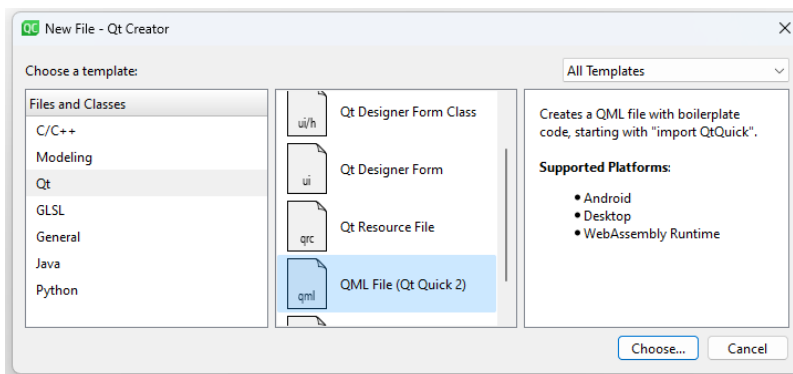 QC New File - Qt Creator
Choose a template:
All Templates
Files and Classes
C/C++
Modeling
Qt
GLSL
General
Java
Python
ui/h
Qt Designer Form Class
ui
Qt Designer Form
qrc
Qt Resource File
qml
QML File (Qt Quick 2)
Creates a QML file with boilerplate
code, starting with "import QtQuick".
Supported Platforms:
• Android
• Desktop
• WebAssembly Runtime
Choose...
Cancel